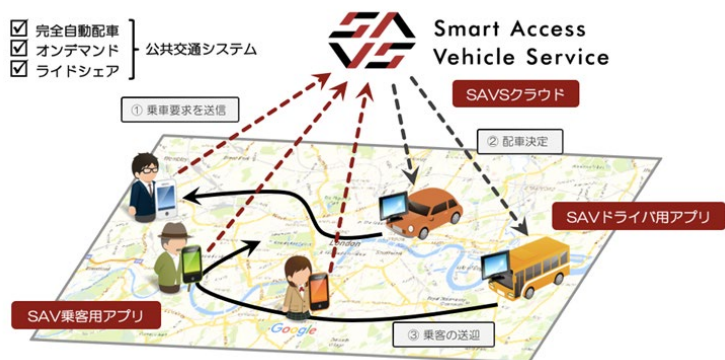 完全自動配車
オンデマンド
ライドシェア
公共交通システム
SAVS
Smart Access
Vehicle Service
SAVSクラウド
① 乗車要求を送信
② 配車決定
SAVドライバ用アプリ
London
SAV乗客用アプリ
Google
③ 乗客の送迎